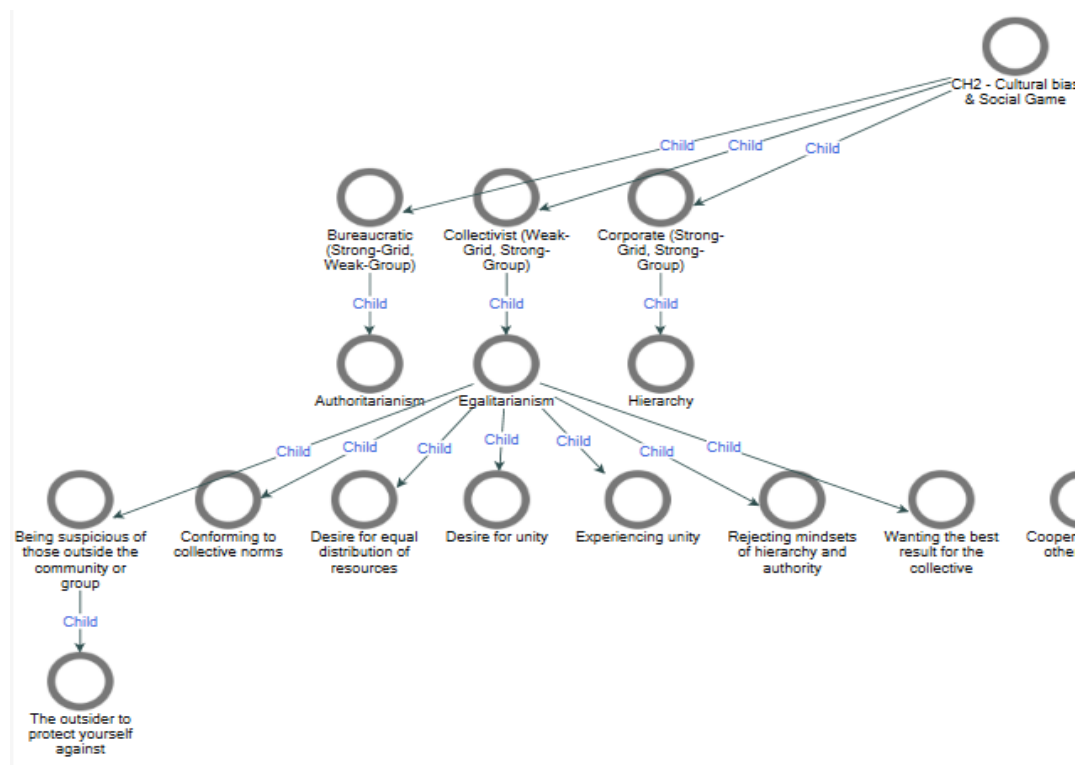 CH2 - Cultural bias
& Social Game
Child
Child
Child
Bureaucratic
(Strong-Grid,
Weak-Group)
Collectivist (Weak-
Grid, Strong-
Group)
Corporate (Strong-
Grid, Strong-
Group)
Child
Child
Child
Authoritarianism
Egalitarianism
Hierarchy
Child
Child
Child
Child
Child
Child
Child
Being suspicious of
those outside the
community or
group
Conforming to
collective norms
Desire for equal
distribution of
resources
Desire for unity
Experiencing unity
Rejecting mindsets
of hierarchy and
authority
Wanting the best
result for the
collective
Child
The outsider to
protect yourself
against